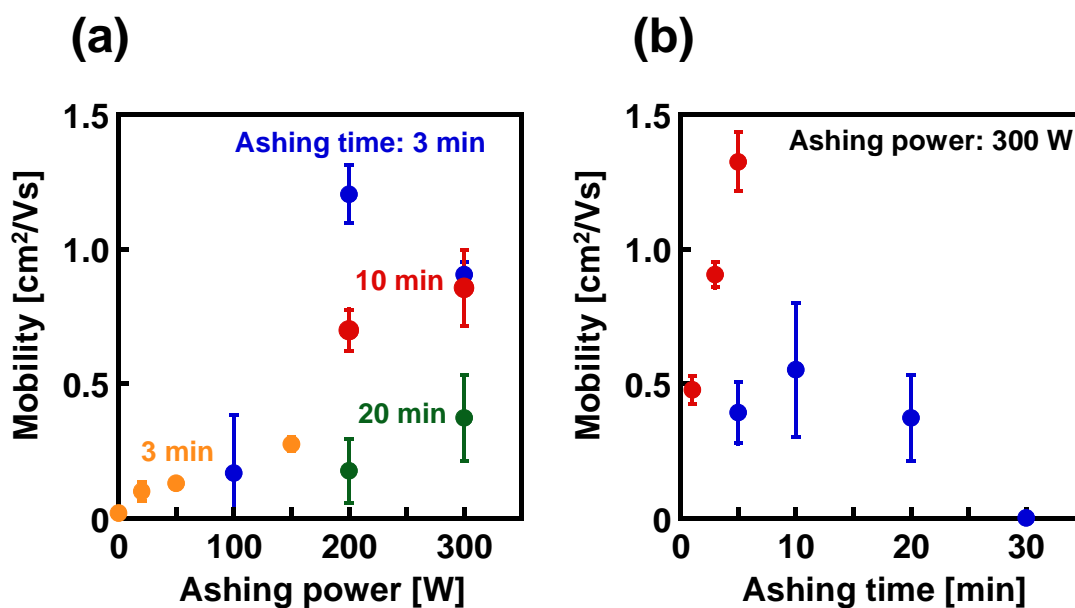 (a)
Mobility [cm²/Vs]
1.5
1.0
0.5
0
Ashing time: 3 min
10 min
20 min
3 min
0 100 200 300
Ashing power [W]
(b)
Mobility [cm²/Vs]
1.5
1.0
0.5
0
Ashing power: 300 W
0 10 20 30
Ashing time [min]